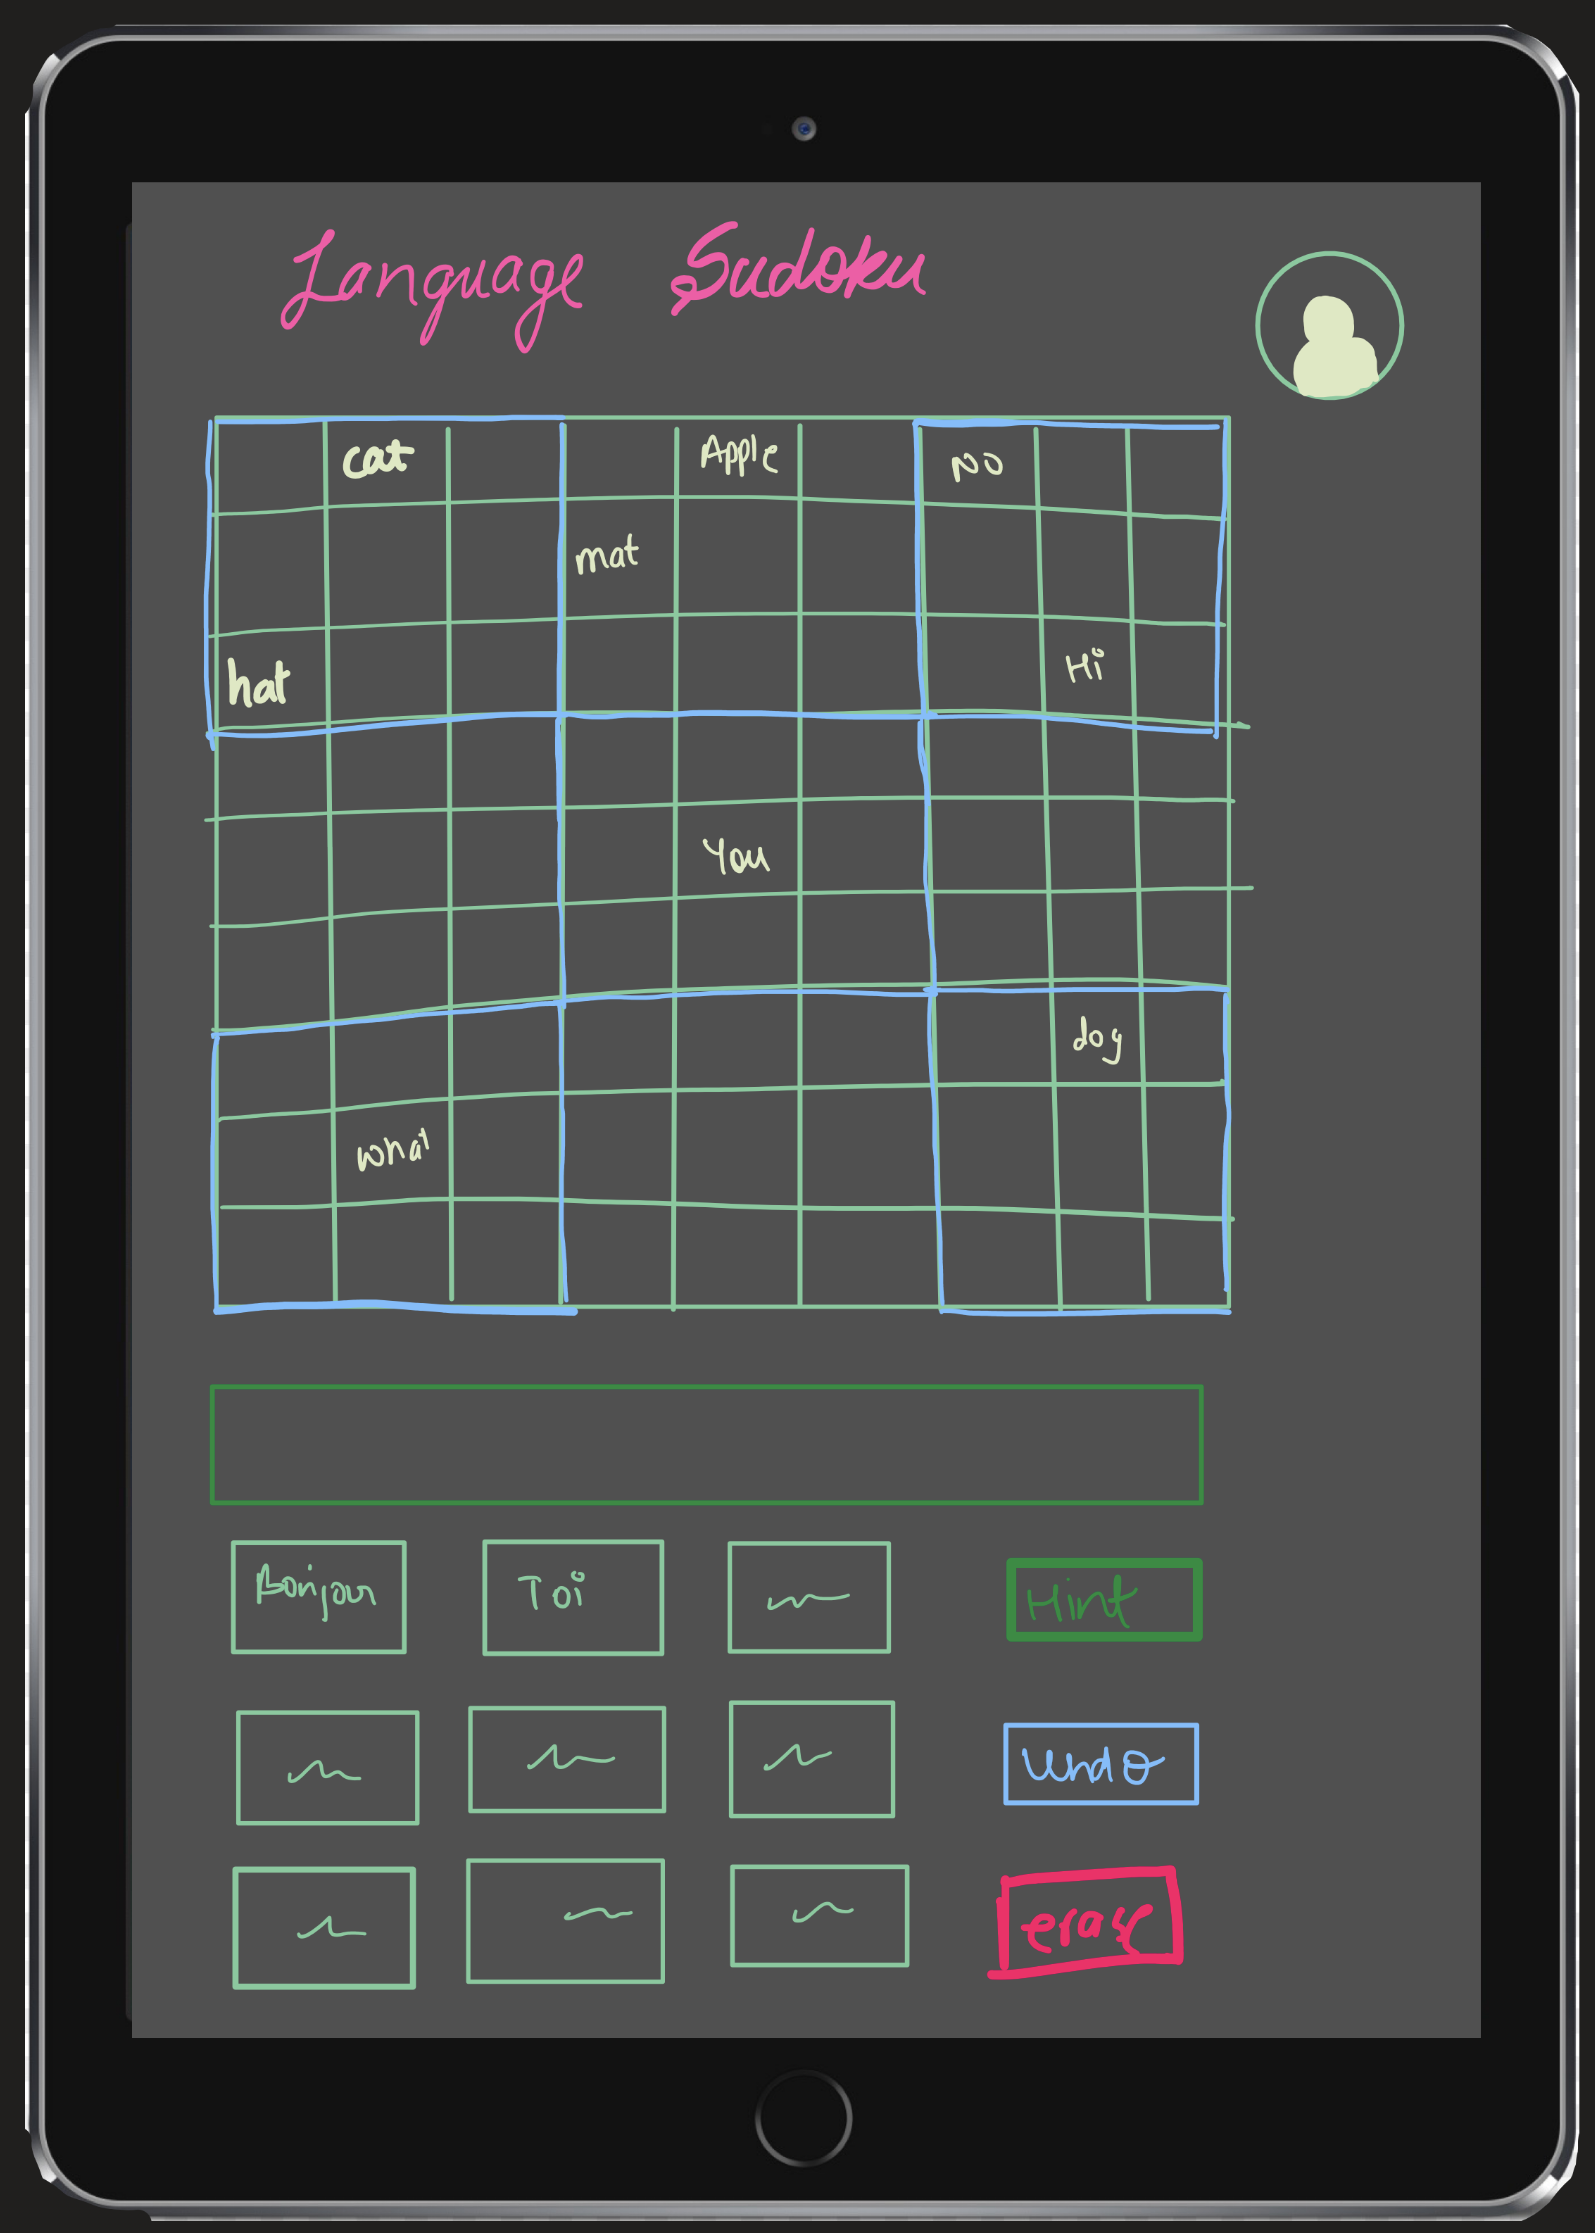 Language Sudoku
cat Apple NO
mat
hat Hi
You
dog
what
Bonjour Toi Hint
Undo
erase